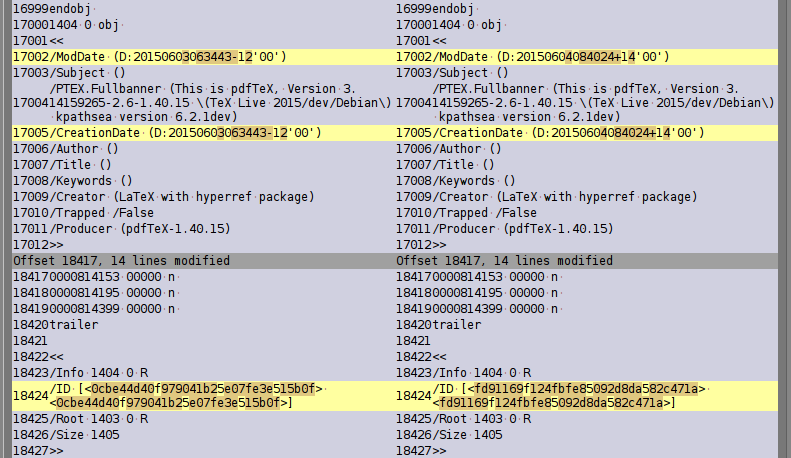 16999endobj 16999endobj
170001404 0 obj 170001404 0 obj
17001<< 17001<<
17002/ModDate (D:20150603063443-12'00') 17002/ModDate (D:20150604084024+14'00')
17003/Subject () 17003/Subject ()
/PTEX.Fullbanner (This is pdfTeX, Version 3. /PTEX.Fullbanner (This is pdfTeX, Version 3.
1700414159265-2.6-1.40.15 \(TeX Live 2015/dev/Debian\) 1700414159265-2.6-1.40.15 \(TeX Live 2015/dev/Debian\)
kpathsea version 6.2.1dev) kpathsea version 6.2.1dev)
17005/CreationDate (D:20150603063443-12'00') 17005/CreationDate (D:20150604084024+14'00')
17006/Author () 17006/Author ()
17007/Title () 17007/Title ()
17008/Keywords () 17008/Keywords ()
17009/Creator (LaTeX with hyperref package) 17009/Creator (LaTeX with hyperref package)
17010/Trapped /False 17010/Trapped /False
17011/Producer (pdfTeX-1.40.15) 17011/Producer (pdfTeX-1.40.15)
17012>> 17012>>
Offset 18417, 14 lines modified Offset 18417, 14 lines modified
184170000814153 00000 n 184170000814153 00000 n
184180000814195 00000 n 184180000814195 00000 n
184190000814399 00000 n 184190000814399 00000 n
18420trailer 18420trailer
18421 18421
18422<< 18422<<
18423/Info 1404 0 R 18423/Info 1404 0 R
18424/ID [<0cbe44d40f979041b25e07fe3e515b0f> 18424/ID [<fd91169f124fbfe85092d8da582c471a>
<0cbe44d40f979041b25e07fe3e515b0f>] <fd91169f124fbfe85092d8da582c471a>]
18425/Root 1403 0 R 18425/Root 1403 0 R
18426/Size 1405 18426/Size 1405
18427>> 18427>>